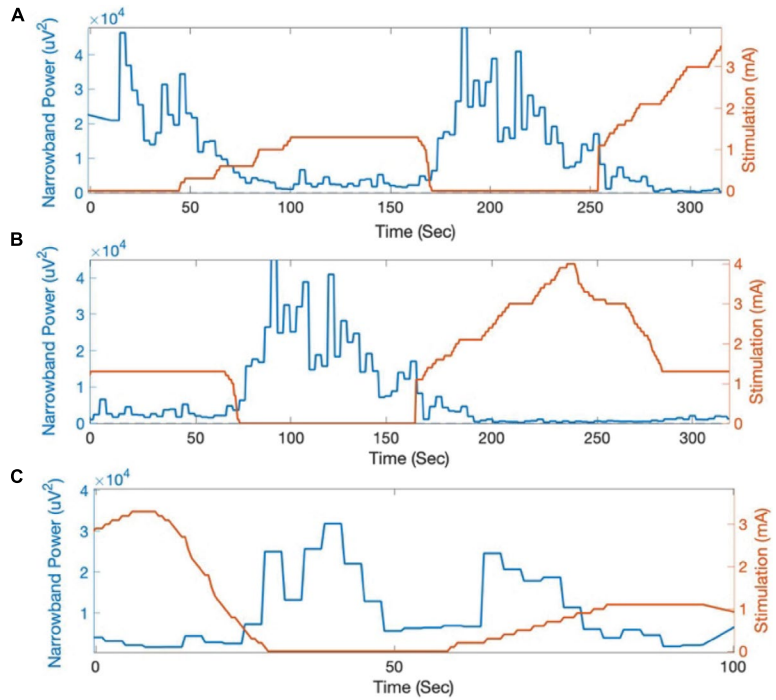 A
×10⁴
Narrowband Power (uV²)
4
3
2
1
0
3
2
1
0
Stimulation (mA)
0 50 100 150 200 250 300
Time (Sec)
B
×10⁴
Narrowband Power (uV²)
4
3
2
1
0
4
3
2
1
0
Stimulation (mA)
0 50 100 150 200 250 300
Time (Sec)
C
×10⁴
Narrowband Power (uV²)
4
3
2
1
3
2
1
0
Stimulation (mA)
0 50 100
Time (Sec)